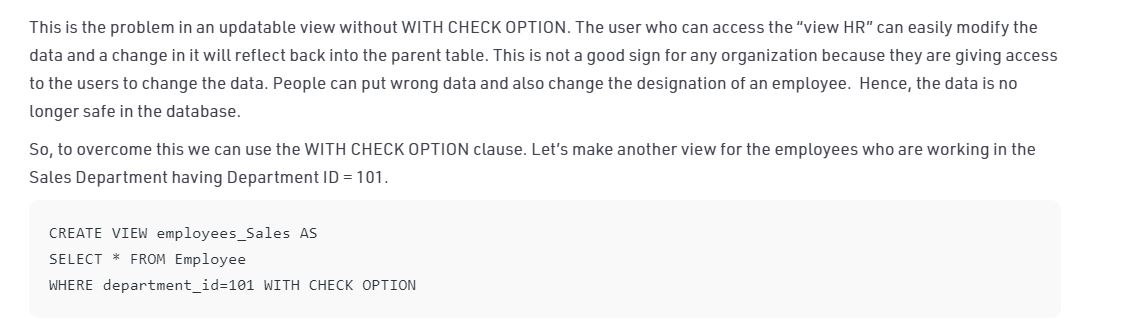 This is the problem in an updatable view without WITH CHECK OPTION. The user who can access the “view HR” can easily modify the
data and a change in it will reflect back into the parent table. This is not a good sign for any organization because they are giving access
to the users to change the data. People can put wrong data and also change the designation of an employee.  Hence, the data is no
longer safe in the database.
So, to overcome this we can use the WITH CHECK OPTION clause. Let’s make another view for the employees who are working in the
Sales Department having Department ID = 101.
CREATE VIEW employees_Sales AS
SELECT * FROM Employee
WHERE department_id=101 WITH CHECK OPTION